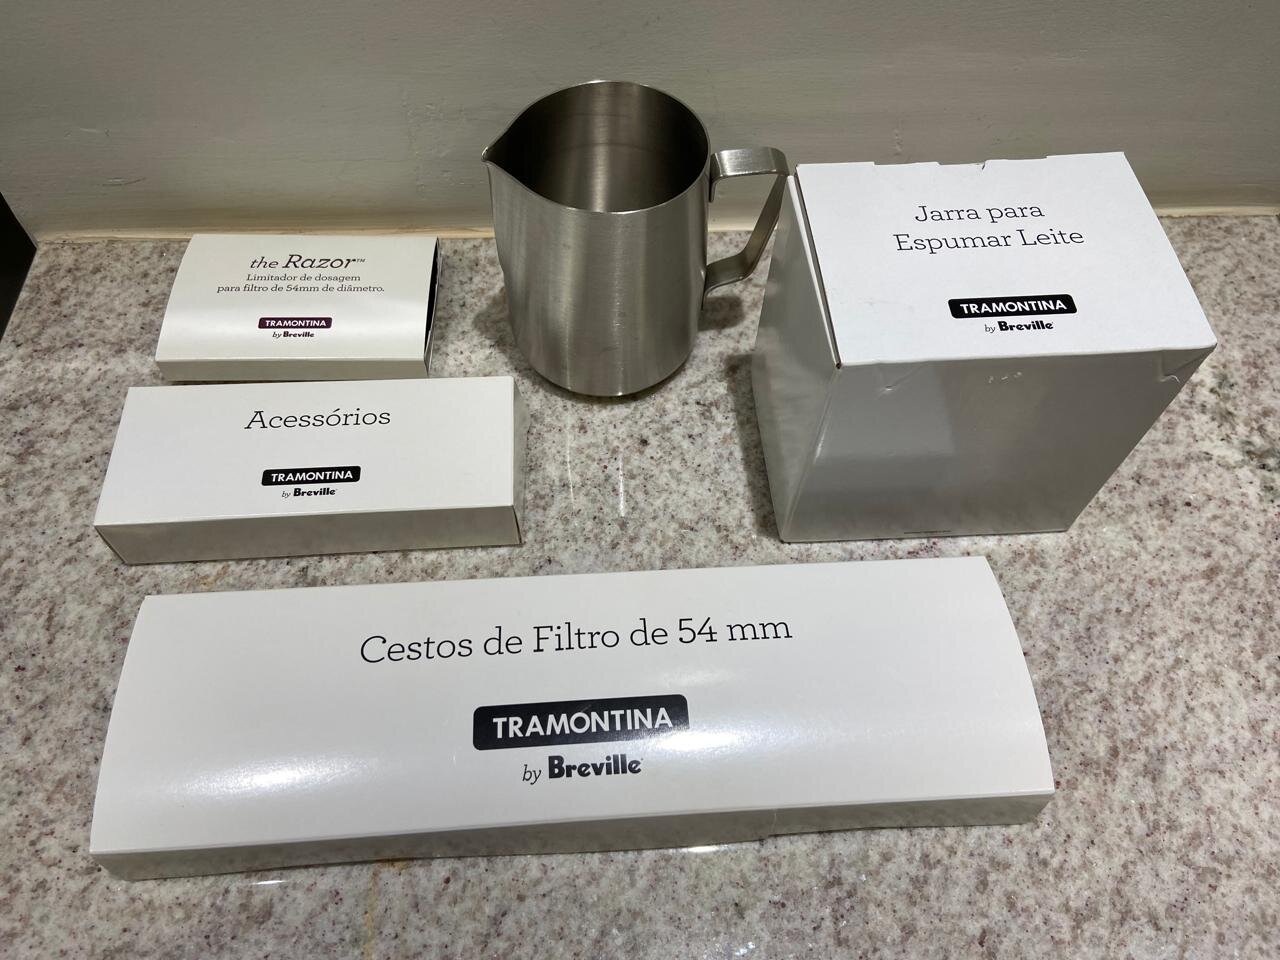 the Razor™
Limitador de dosagem
para filtro de 54mm de diâmetro.
TRAMONTINA
by Breville
Jarra para
Espumar Leite
TRAMONTINA
by Breville
Acessórios
TRAMONTINA
by Breville
Cestos de Filtro de 54 mm
TRAMONTINA
by Breville